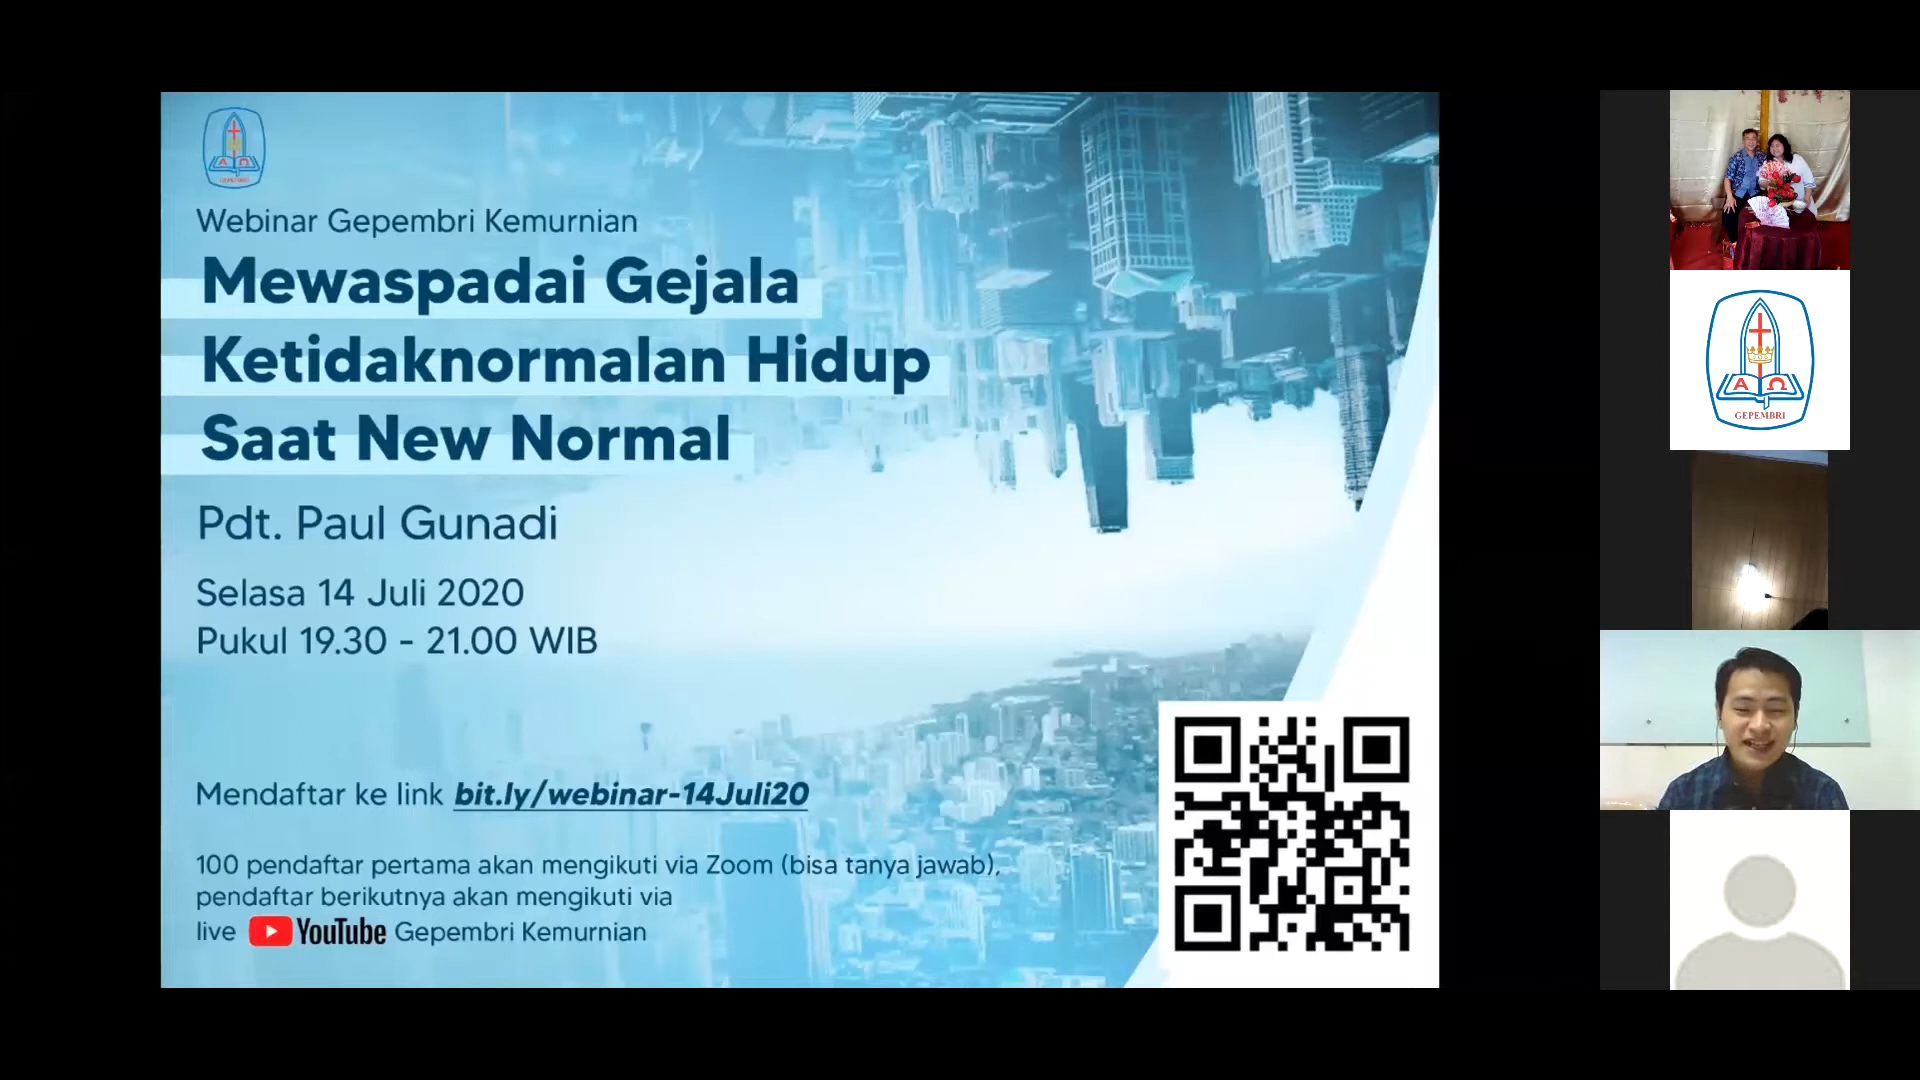 Webinar Gepembri Kemurnian
Mewaspadai Gejala
Ketidaknormalan Hidup
Saat New Normal
Pdt. Paul Gunadi
Selasa 14 Juli 2020
Pukul 19.30 - 21.00 WIB
Mendaftar ke link bit.ly/webinar-14Juli20
100 pendaftar pertama akan mengikuti via Zoom (bisa tanya jawab),
pendaftar berikutnya akan mengikuti via
live YouTube Gepembri Kemurnian
Α Ω
GEPEMBRI
Α Ω
GEPEMBRI